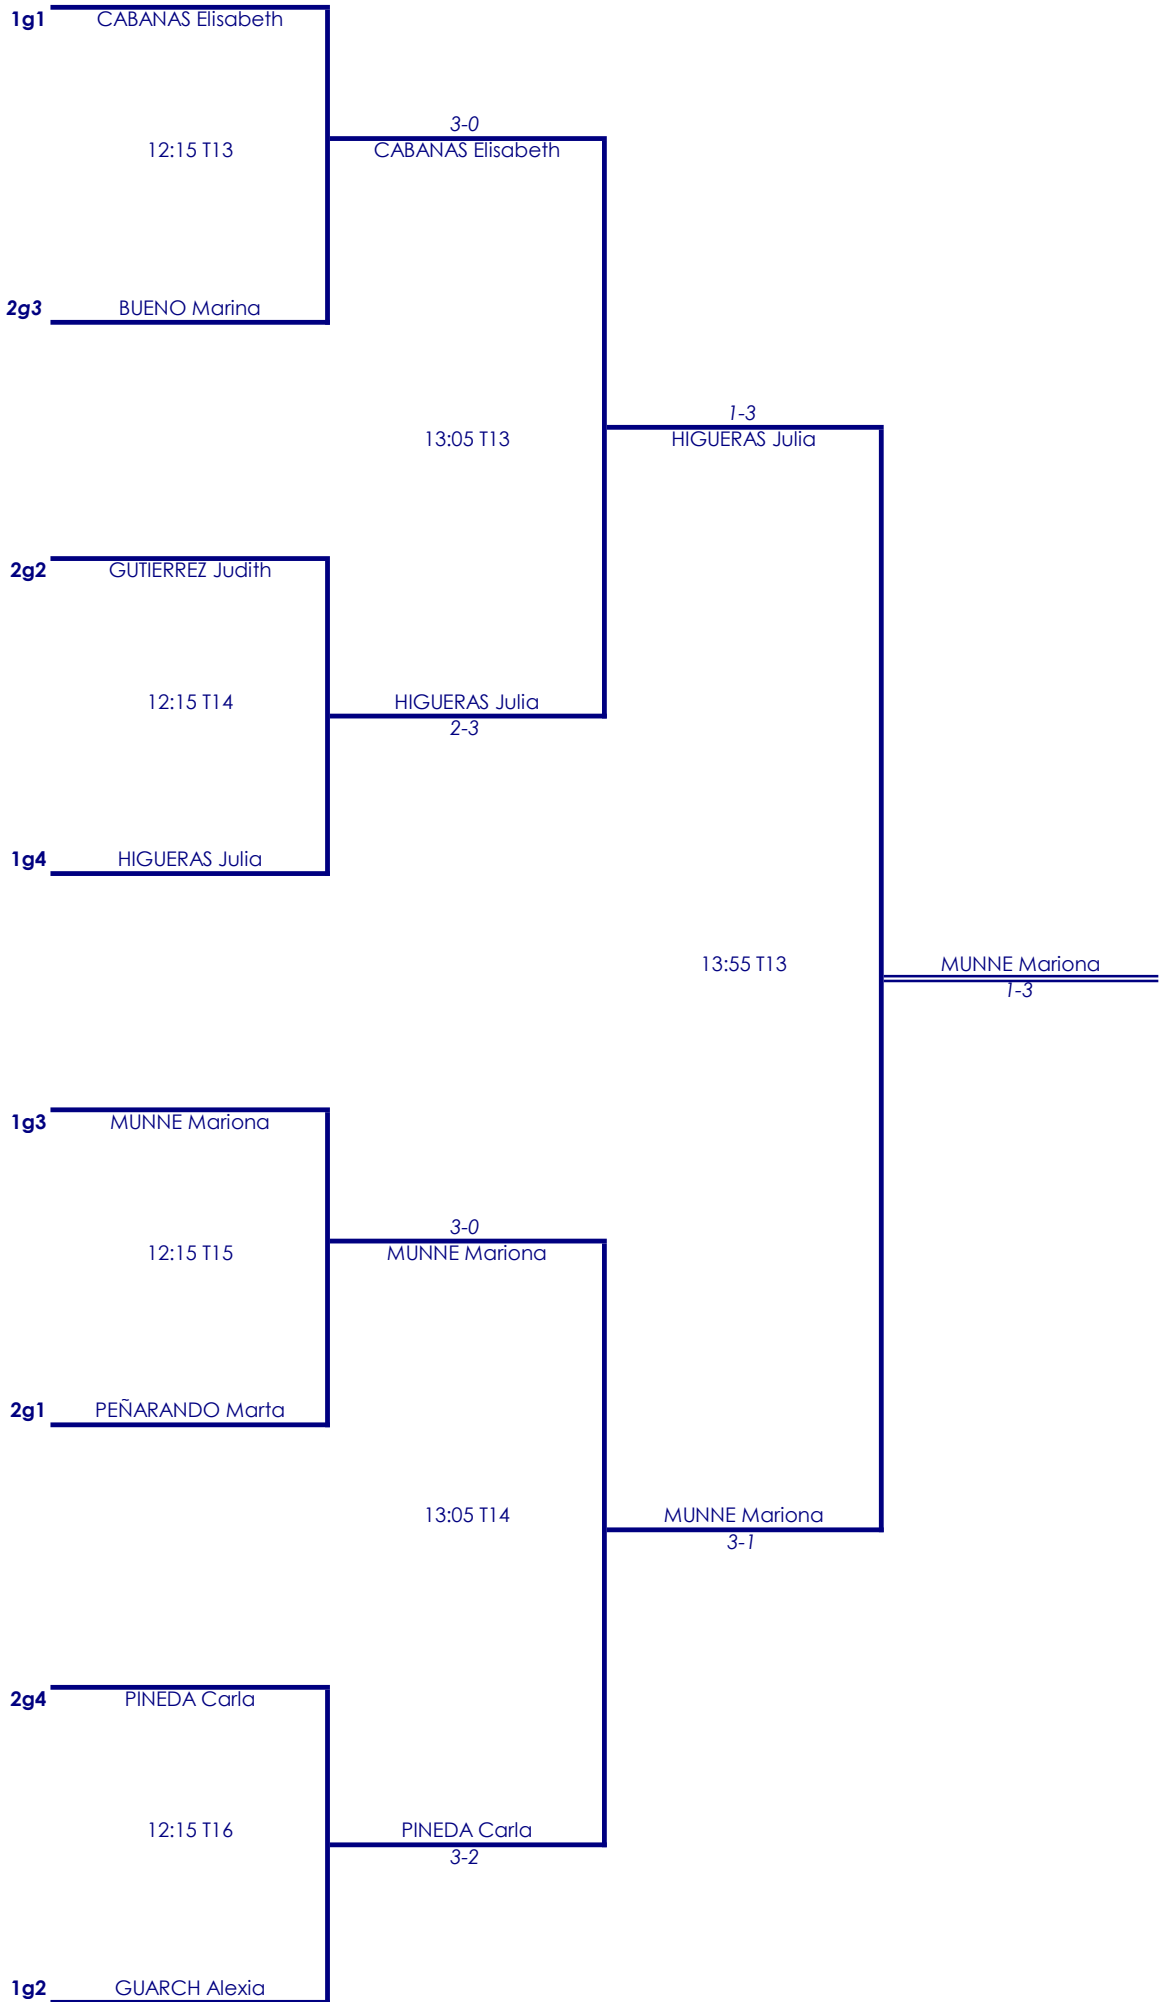 1g1 CABANAS Elisabeth
3-0
12:15 T13 CABANAS Elisabeth
2g3 BUENO Marina
1-3
13:05 T13 HIGUERAS Julia
2g2 GUTIERREZ Judith
12:15 T14 HIGUERAS Julia
2-3
1g4 HIGUERAS Julia
13:55 T13 MUNNE Mariona
1-3
1g3 MUNNE Mariona
3-0
12:15 T15 MUNNE Mariona
2g1 PEÑARANDO Marta
13:05 T14 MUNNE Mariona
3-1
2g4 PINEDA Carla
12:15 T16 PINEDA Carla
3-2
1g2 GUARCH Alexia